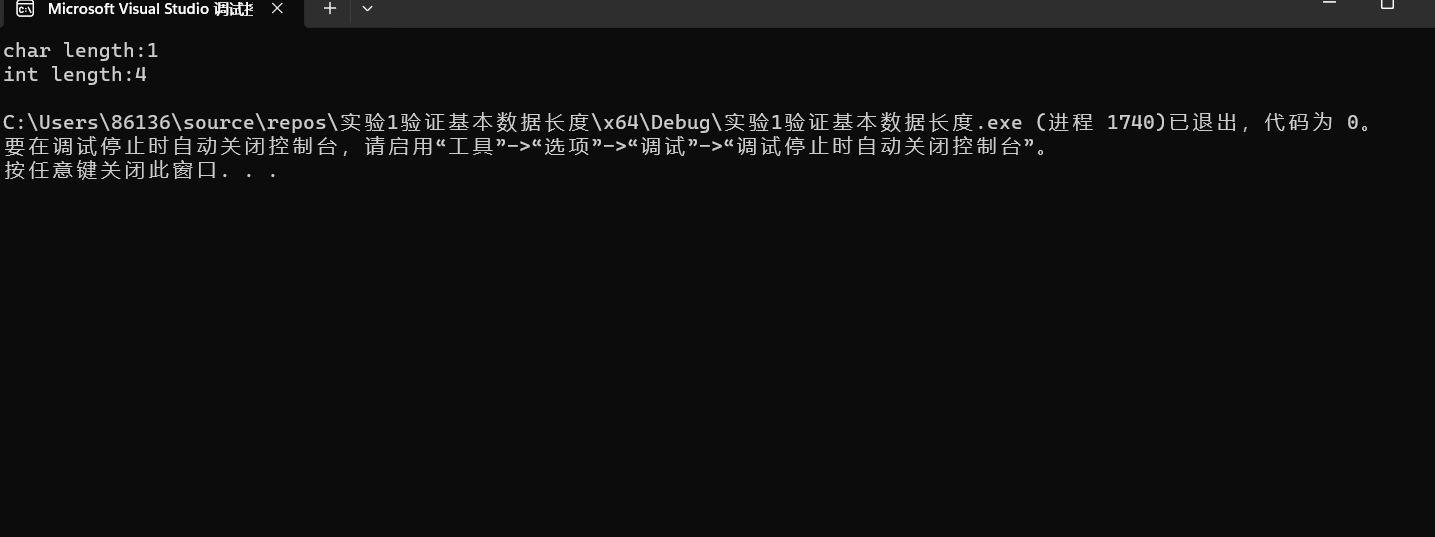 Microsoft Visual Studio 调试
char length:1
int length:4
C:\Users\86136\source\repos\实验1验证基本数据长度\x64\Debug\实验1验证基本数据长度.exe (进程 1740)已退出，代码为 0。
要在调试停止时自动关闭控制台，请启用“工具”->“选项”->“调试”->“调试停止时自动关闭控制台”。
按任意键关闭此窗口. . .